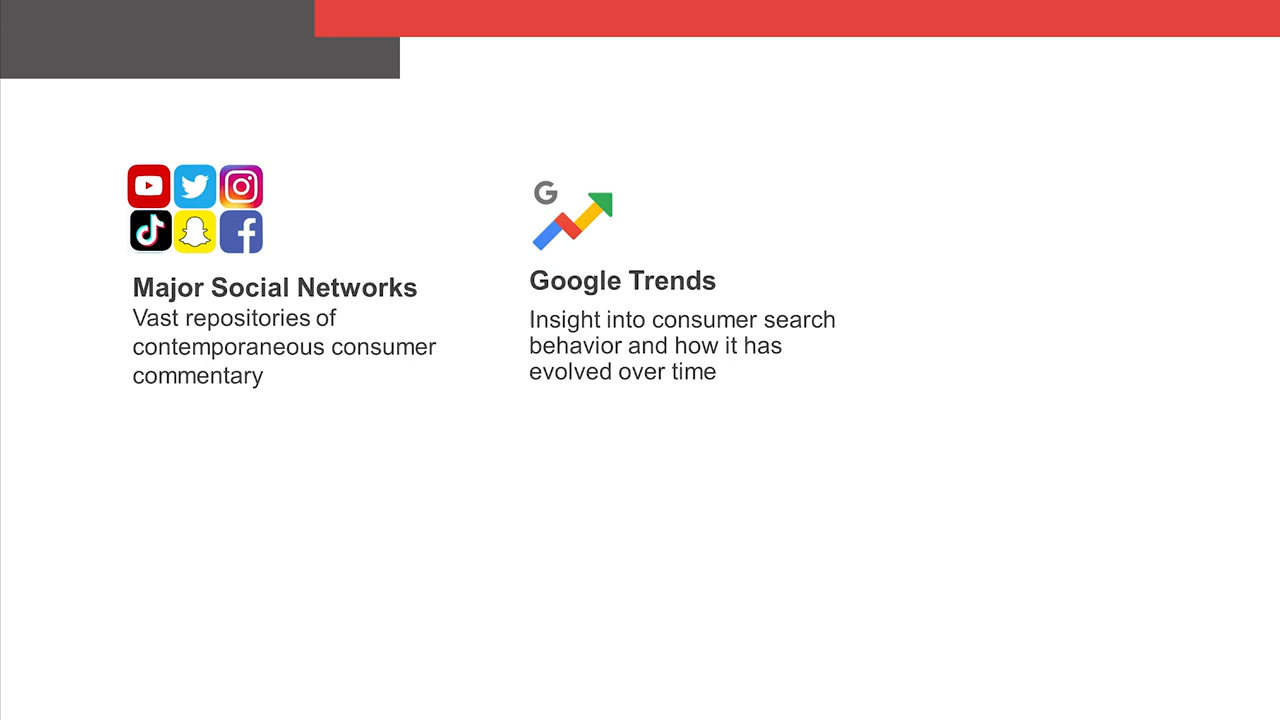 Major Social Networks
Vast repositories of
contemporaneous consumer
commentary
G
Google Trends
Insight into consumer search
behavior and how it has
evolved over time